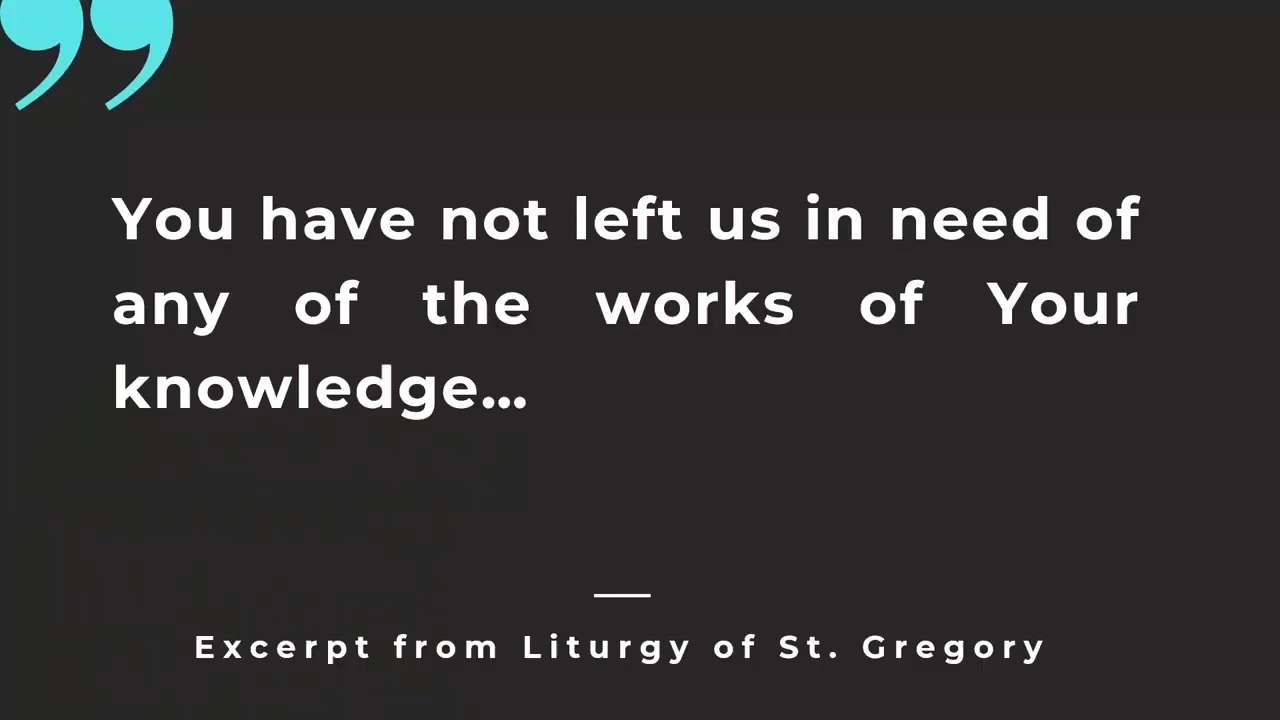 You have not left us in need of
any of the works of Your
knowledge...
Excerpt from Liturgy of St. Gregory